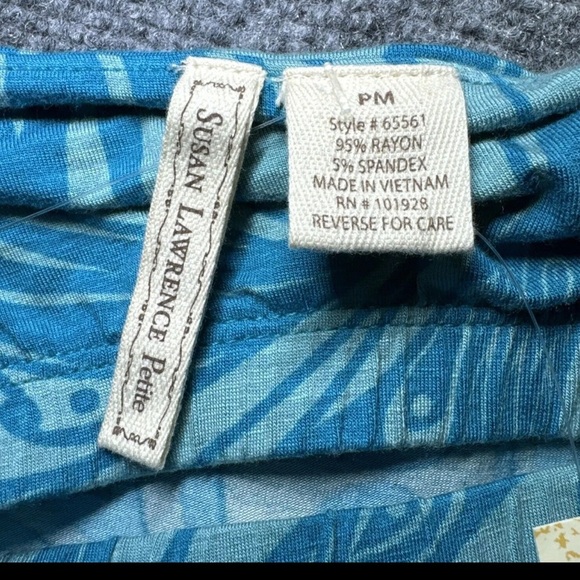 SUSAN LAWRENCE Petite
PM
Style # 65561
95% RAYON
5% SPANDEX
MADE IN VIETNAM
RN # 101928
REVERSE FOR CARE